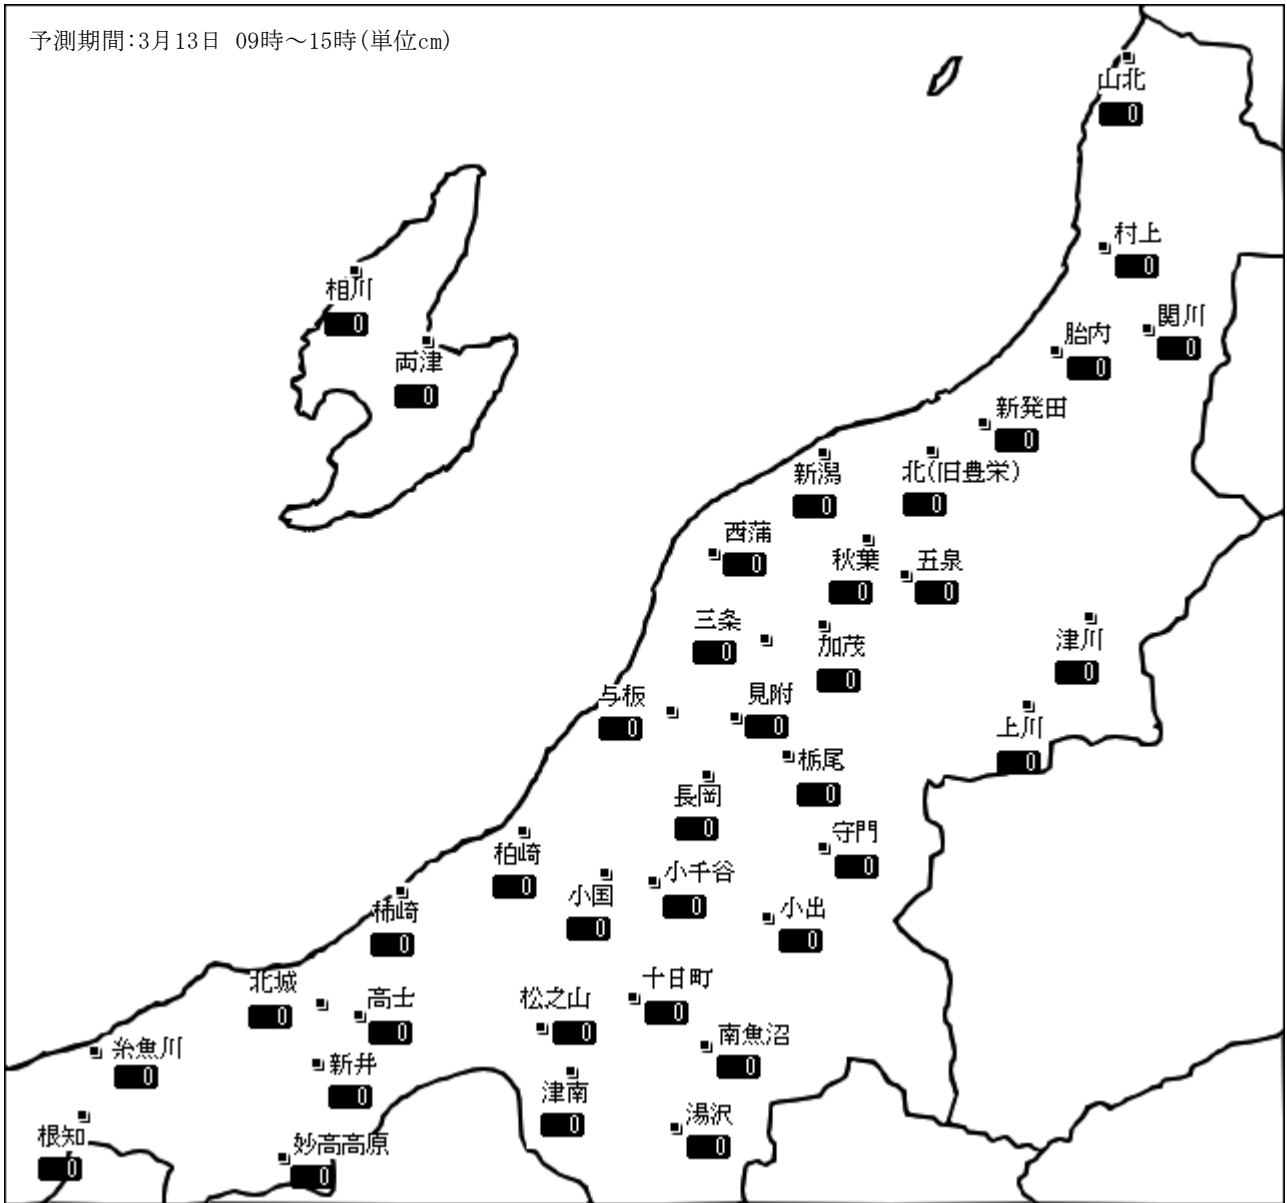 予測期間:3月13日 09時～15時(単位cm)
山北
0
村上
0
相川
0
関川
0
胎内
0
両津
0
新発田
0
新潟
0
北(旧豊栄)
0
西蒲
0
秋葉
0
五泉
0
三条
0
加茂
0
津川
0
与板
0
見附
0
上川
0
栃尾
0
長岡
0
守門
0
柏崎
0
小千谷
0
小国
0
小出
0
柿崎
0
北城
0
高士
0
松之山
0
十日町
0
南魚沼
0
糸魚川
0
新井
0
津南
0
湯沢
0
根知
0
妙高高原
0